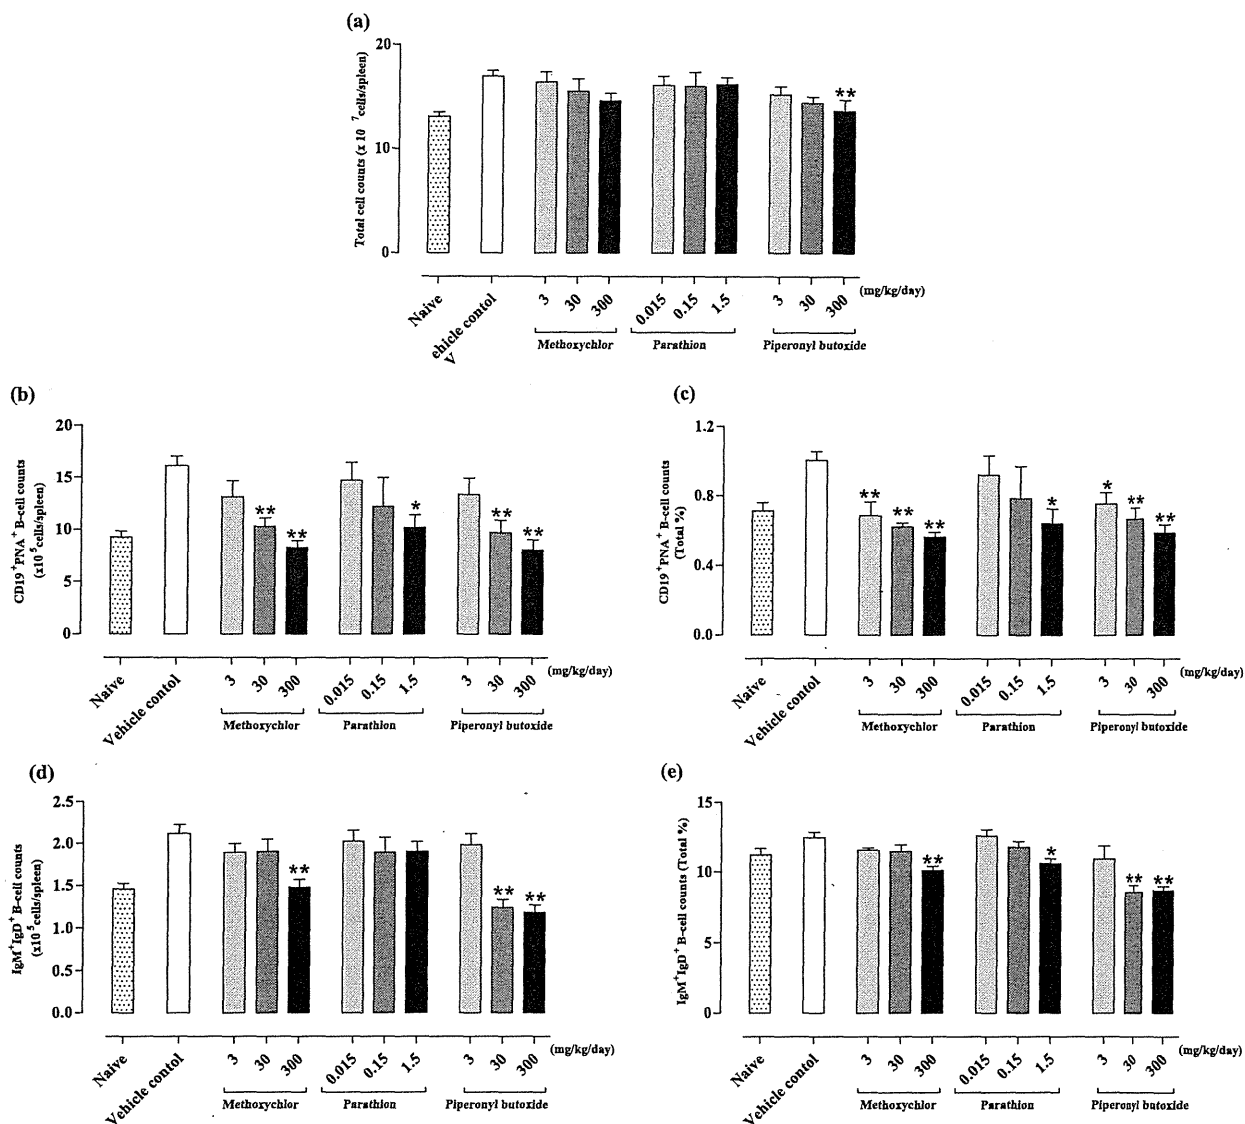 (a)
Total cell counts (x 10 7cells/spleen)
20
10
0
**
Naive
ehicle contol
V
3
30
300
0.015
0.15
1.5
3
30
300
(mg/kg/day)
Methoxychlor
Parathion
Piperonyl butoxide
(b)
CD19+PNA+ B-cell counts
(x10 5cells/spleen)
20
15
10
5
0
**
**
*
**
**
Naive
Vehicle contol
3
30
300
0.015
0.15
1.5
3
30
300
(mg/kg/day)
Methoxychlor
Parathion
Piperonyl butoxide
(c)
CD19+PNA+ B-cell counts
(Total %)
1.2
0.8
0.4
0.0
**
**
**
*
*
**
**
Naive
Vehicle contol
3
30
300
0.015
0.15
1.5
3
30
300
(mg/kg/day)
Methoxychlor
Parathion
Piperonyl butoxide
(d)
IgM+IgD+ B-cell counts
(x10 5cells/spleen)
2.5
2.0
1.5
1.0
0.5
0.0
**
**
**
Naive
Vehicle contol
3
30
300
0.015
0.15
1.5
3
30
300
(mg/kg/day)
Methoxychlor
Parathion
Piperonyl butoxide
(e)
IgM+IgD+ B-cell counts (Total %)
15
10
5
0
**
*
**
**
Naive
Vehicle contol
3
30
300
0.015
0.15
1.5
3
30
300
(mg/kg/day)
Methoxychlor
Parathion
Piperonyl butoxide